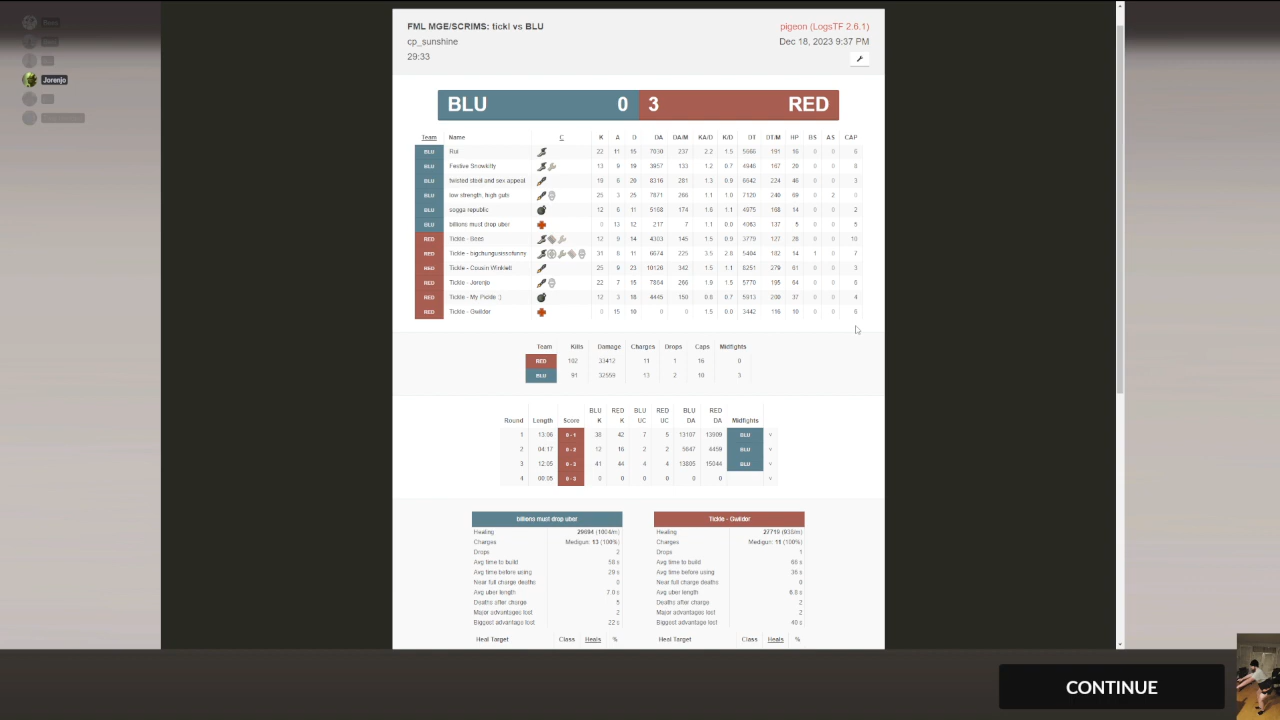 Jorenjo
FML MGE/SCRIMS: tickl vs BLU
pigeon (LogsTF 2.6.1)
cp_sunshine
Dec 18, 2023 9:37 PM
29:33
BLU 0 3 RED
Team Name C K A D DA DA/M KA/D K/D DT DT/M HP BS AS CAP
BLU Rui 22 11 15 7030 237 2.2 1.5 5666 191 16 0 0 6
BLU Festive Snowkitty 13 9 19 3957 133 1.2 0.7 4948 167 20 0 0 8
BLU twisted steel and sex appeal 19 6 20 8316 281 1.3 0.9 6642 224 46 0 0 3
BLU low strength, high guts 25 3 25 7871 266 1.1 1.0 7120 240 69 0 2 0
BLU sogga republic 12 6 11 5168 174 1.6 1.1 4975 168 14 0 0 2
BLU billions must drop uber 0 13 12 217 7 1.1 0.0 4063 137 5 0 0 5
RED Tickle - Bees 12 9 14 4303 145 1.5 0.9 3779 127 28 0 0 10
RED Tickle - bigchungusissofunny 31 8 11 6674 225 3.5 2.8 5404 182 14 1 0 7
RED Tickle - Cousin Winklett 25 9 23 10126 342 1.5 1.1 8251 279 61 0 0 3
RED Tickle - Jorenjo 22 7 15 7864 266 1.9 1.5 5770 195 64 0 0 6
RED Tickle - My Pickle :) 12 3 18 4445 150 0.8 0.7 5913 200 37 0 0 4
RED Tickle - Gwildor 0 15 10 0 0 1.5 0.0 3442 116 10 0 0 6
Team Kills Damage Charges Drops Caps Midfights
RED 102 33412 11 1 16 0
BLU 91 32559 13 2 10 3
BLU RED BLU RED BLU RED
Round Length Score K K UC UC DA DA Midfights
1 13:06 0 - 1 38 42 7 5 13107 13909 BLU
2 04:17 0 - 2 12 16 2 2 5647 4459 BLU
3 12:05 0 - 3 41 44 4 4 13805 15044 BLU
4 00:05 0 - 3 0 0 0 0 0 0
billions must drop uber
Healing 29694 (1004/m)
Charges Medigun: 13 (100%)
Drops 2
Avg time to build 58 s
Avg time before using 29 s
Near full charge deaths 0
Avg uber length 7.0 s
Deaths after charge 5
Major advantages lost 2
Biggest advantage lost 22 s
Heal Target Class Heals %
Tickle - Gwildor
Healing 27719 (938/m)
Charges Medigun: 11 (100%)
Drops 1
Avg time to build 66 s
Avg time before using 36 s
Near full charge deaths 0
Avg uber length 6.8 s
Deaths after charge 2
Major advantages lost 2
Biggest advantage lost 40 s
Heal Target Class Heals %
CONTINUE